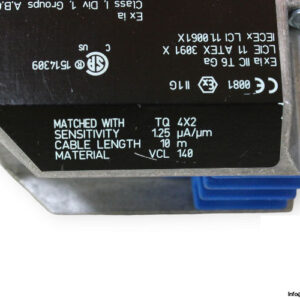 Ex ia
Class I, Div 1, Groups A,B,C
C US
1514309
Ex ia IIC T6 Ga
LCIE 11 ATEX 3091 X
IECEx LCI 11.0061X
0081 II 1G
MATCHED WITH TQ 4X2
SENSITIVITY 1.25 µA/µm
CABLE LENGTH 10 m
MATERIAL VCL 140